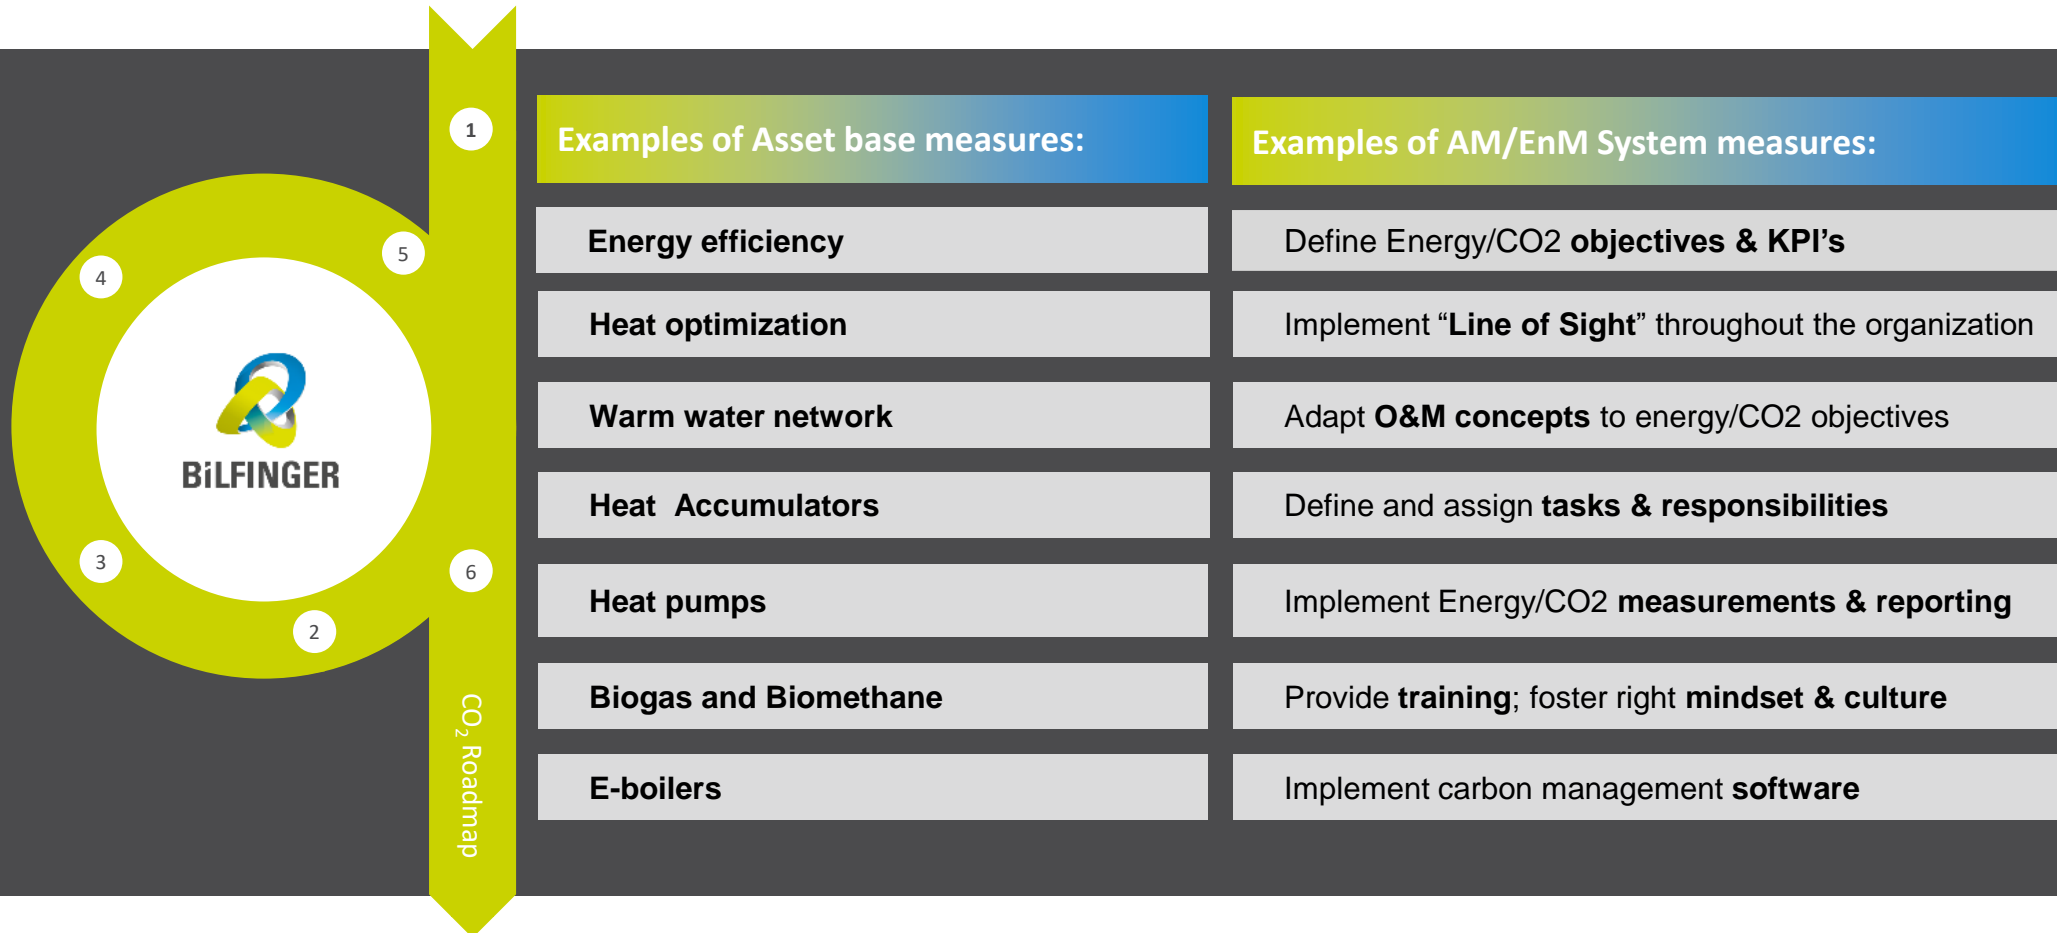 1
5
4
3
2
6
BiLFINGER
CO₂ Roadmap
Examples of Asset base measures:
Energy efficiency
Heat optimization
Warm water network
Heat  Accumulators
Heat pumps
Biogas and Biomethane
E-boilers
Examples of AM/EnM System measures:
Define Energy/CO2 objectives & KPI’s
Implement “Line of Sight” throughout the organization
Adapt O&M concepts to energy/CO2 objectives
Define and assign tasks & responsibilities
Implement Energy/CO2 measurements & reporting
Provide training; foster right mindset & culture
Implement carbon management software